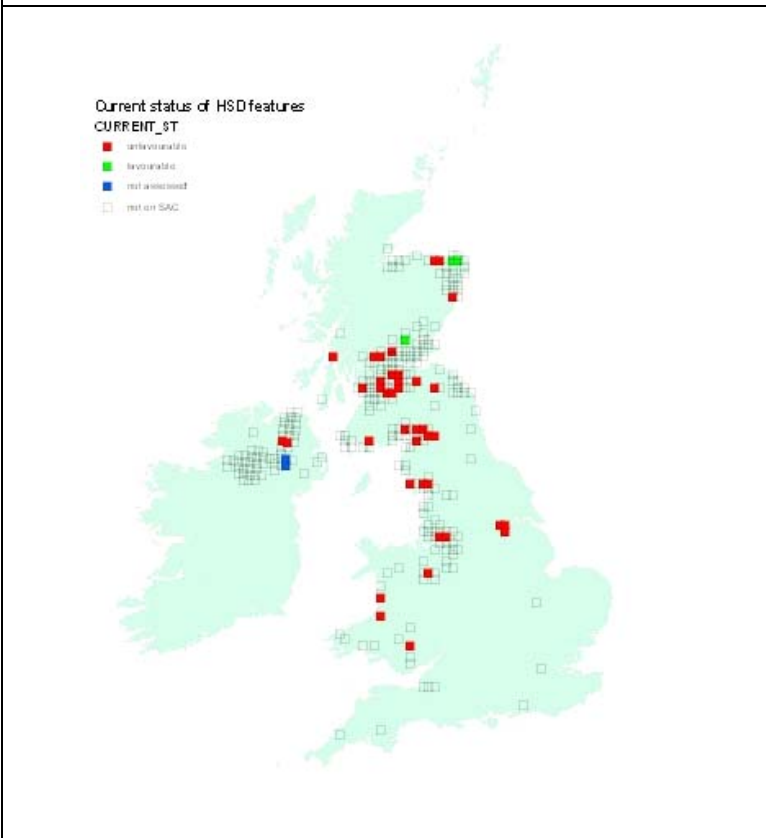 Current status of HSD features
CURRENT_ST
unfavourable
favourable
not assessed
not on SAC